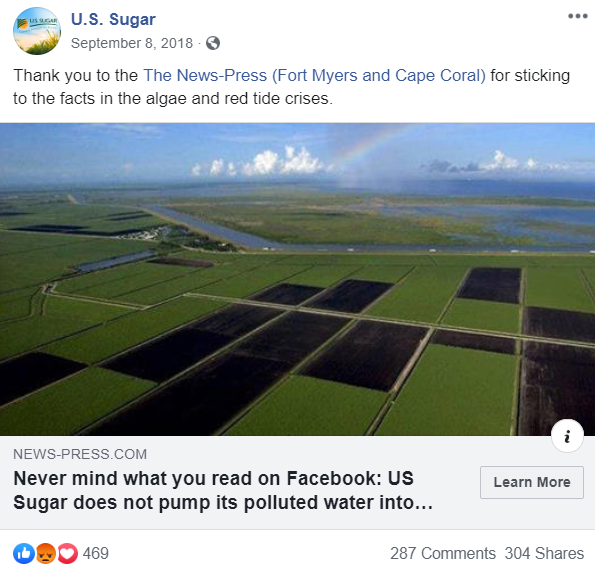 U.S. SUGAR
U.S. Sugar
September 8, 2018 ·
Thank you to the The News-Press (Fort Myers and Cape Coral) for sticking
to the facts in the algae and red tide crises.
i
NEWS-PRESS.COM
Never mind what you read on Facebook: US
Sugar does not pump its polluted water into...
Learn More
469
287 Comments 304 Shares